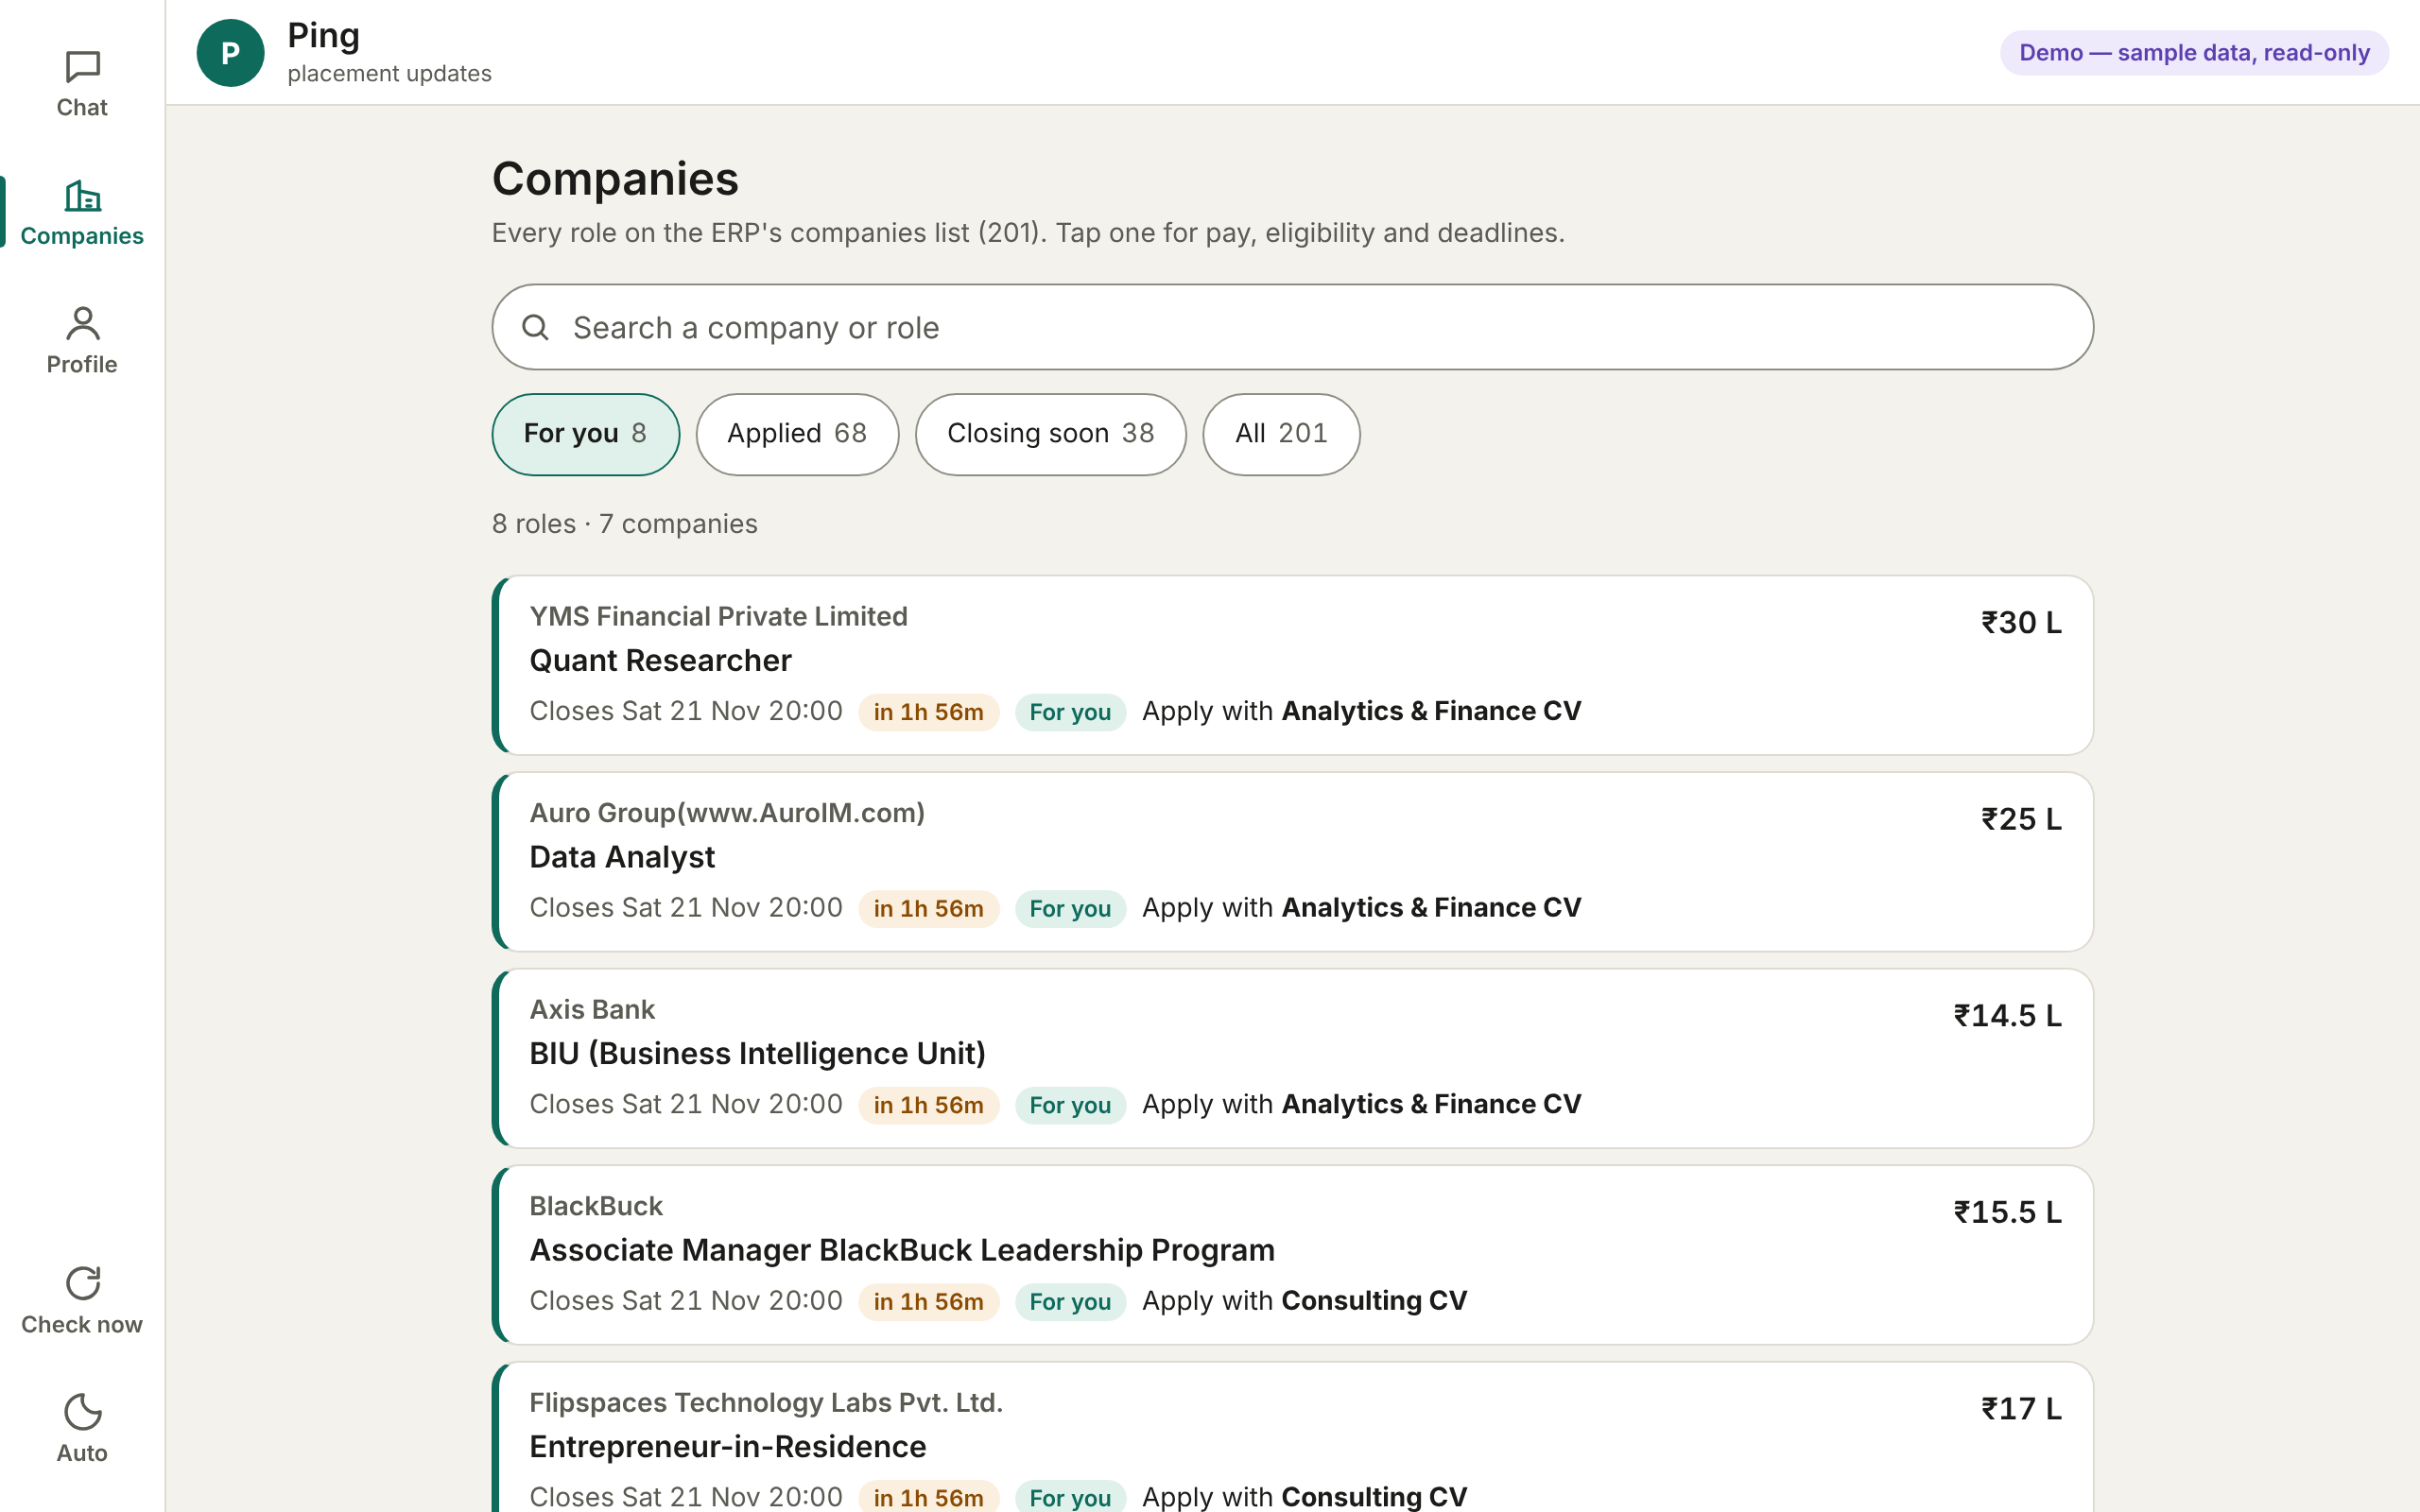 Chat
Companies
Profile
Check now
Auto
P
Ping
placement updates
Demo — sample data, read-only
Companies
Every role on the ERP's companies list (201). Tap one for pay, eligibility and deadlines.
Search a company or role
For you 8 Applied 68 Closing soon 38 All 201
8 roles · 7 companies
YMS Financial Private Limited
₹30 L
Quant Researcher
Closes Sat 21 Nov 20:00 in 1h 56m For you Apply with Analytics & Finance CV
Auro Group(www.AuroIM.com)
₹25 L
Data Analyst
Closes Sat 21 Nov 20:00 in 1h 56m For you Apply with Analytics & Finance CV
Axis Bank
₹14.5 L
BIU (Business Intelligence Unit)
Closes Sat 21 Nov 20:00 in 1h 56m For you Apply with Analytics & Finance CV
BlackBuck
₹15.5 L
Associate Manager BlackBuck Leadership Program
Closes Sat 21 Nov 20:00 in 1h 56m For you Apply with Consulting CV
Flipspaces Technology Labs Pvt. Ltd.
₹17 L
Entrepreneur-in-Residence
Closes Sat 21 Nov 20:00 in 1h 56m For you Apply with Consulting CV